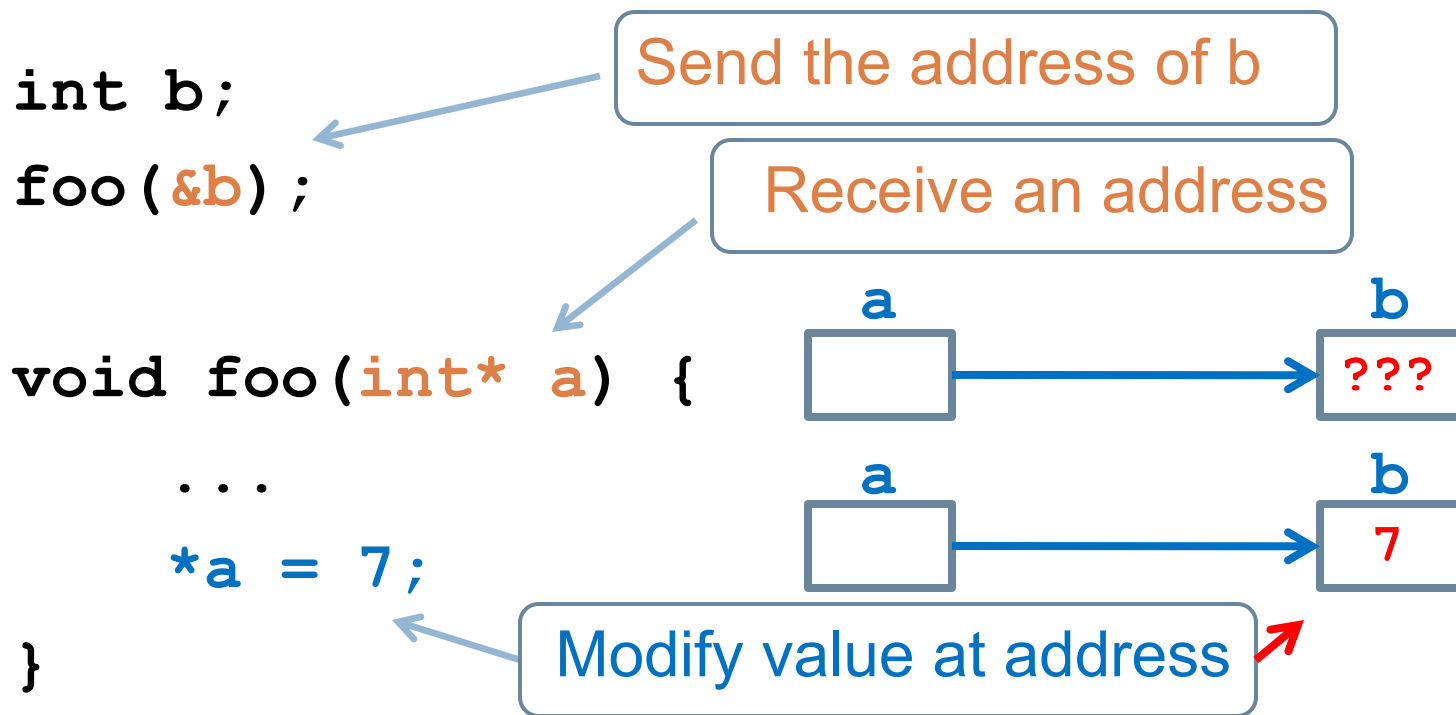 int b;
Send the address of b
foo(&b);
Receive an address
void foo(int* a) {
a
b
???
...
a
b
*a = 7;
7
Modify value at address
}